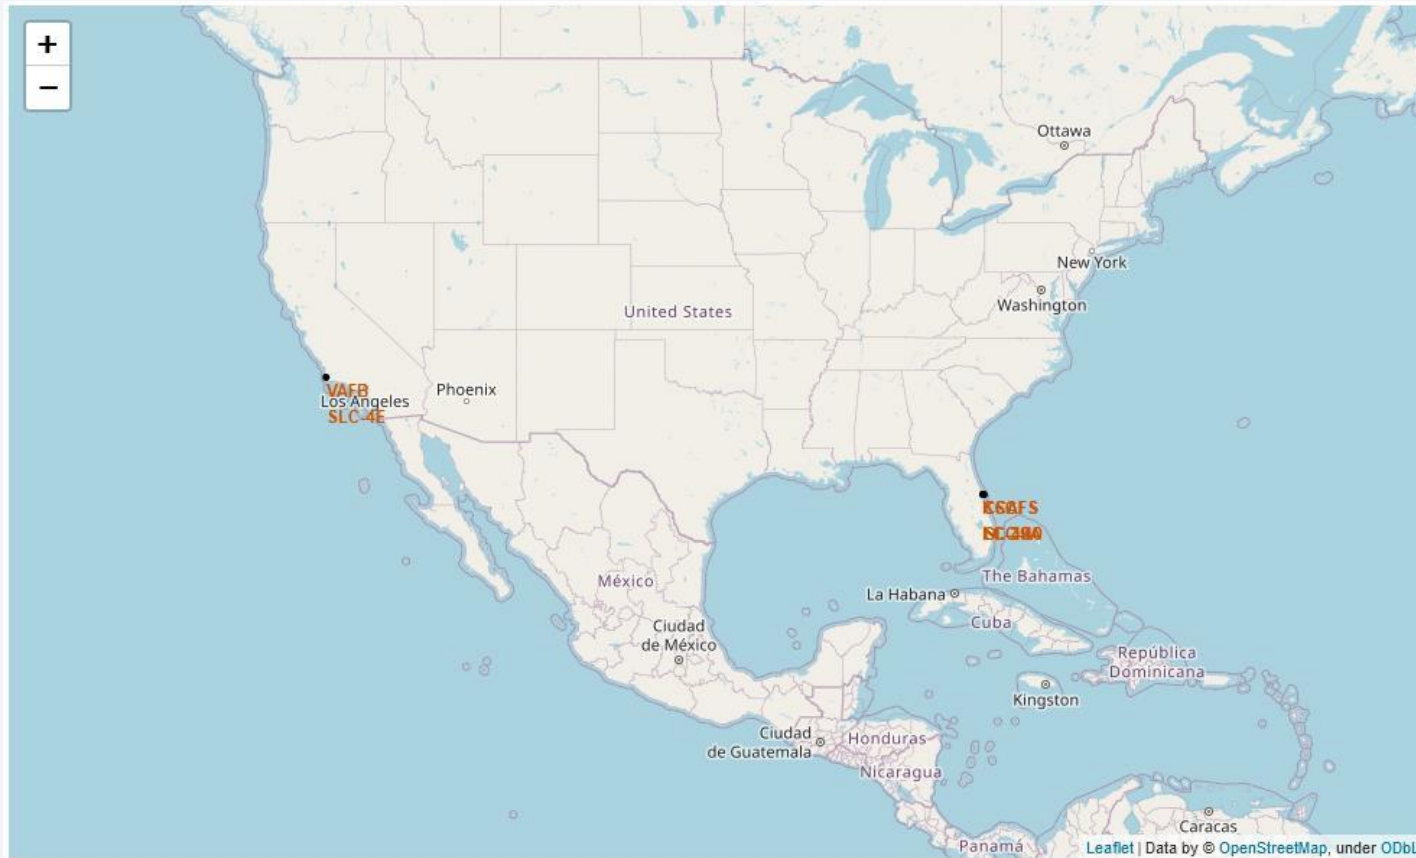 +
−
Ottawa
New York
Washington
United States
VAFB
Phoenix
Los Angeles
SLC-4E
The Bahamas
México
La Habana
Cuba
Ciudad
de México
República
Dominicana
Kingston
Ciudad
de Guatemala
Honduras
Nicaragua
Caracas
Panamá
Leaflet | Data by © OpenStreetMap, under ODbL